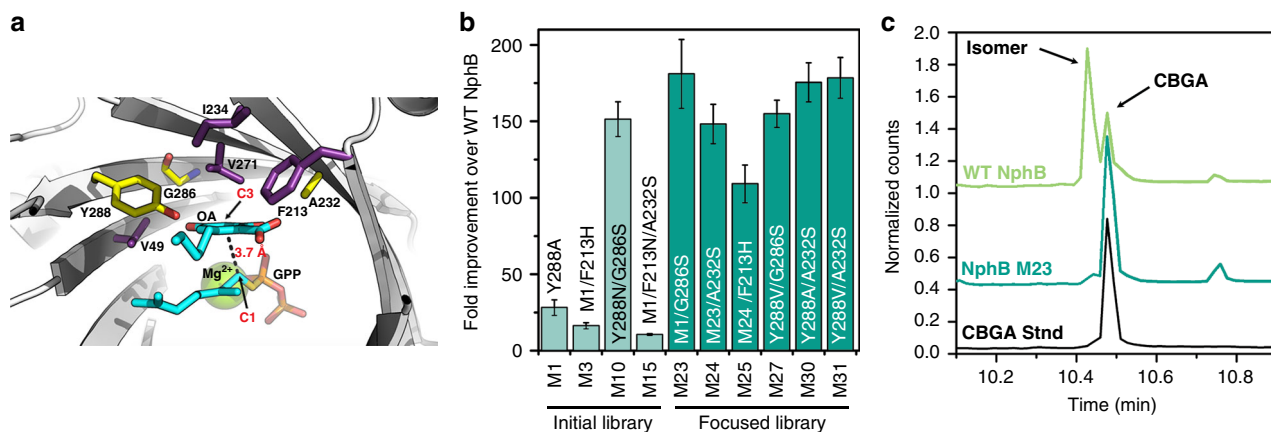 a
I234
V271
C3
G286
A232
Y288
F213
OA
V49
3.7 Å
Mg2+
GPP
C1
b
Fold improvement over WT NphB
200
150
100
50
0
Y288A
M1/F213H
Y288N/G286S
M1/F213N/A232S
M1/G286S
M23/A232S
M24 /F213H
Y288V/G286S
Y288A/A232S
Y288V/A232S
M1
M3
M10
M15
M23
M24
M25
M27
M30
M31
Initial library
Focused library
c
Normalized counts
2.0
1.8
1.6
1.4
1.2
1.0
0.8
0.6
0.4
0.2
0.0
Isomer
CBGA
WT NphB
NphB M23
CBGA Stnd
10.2
10.4
10.6
10.8
Time (min)